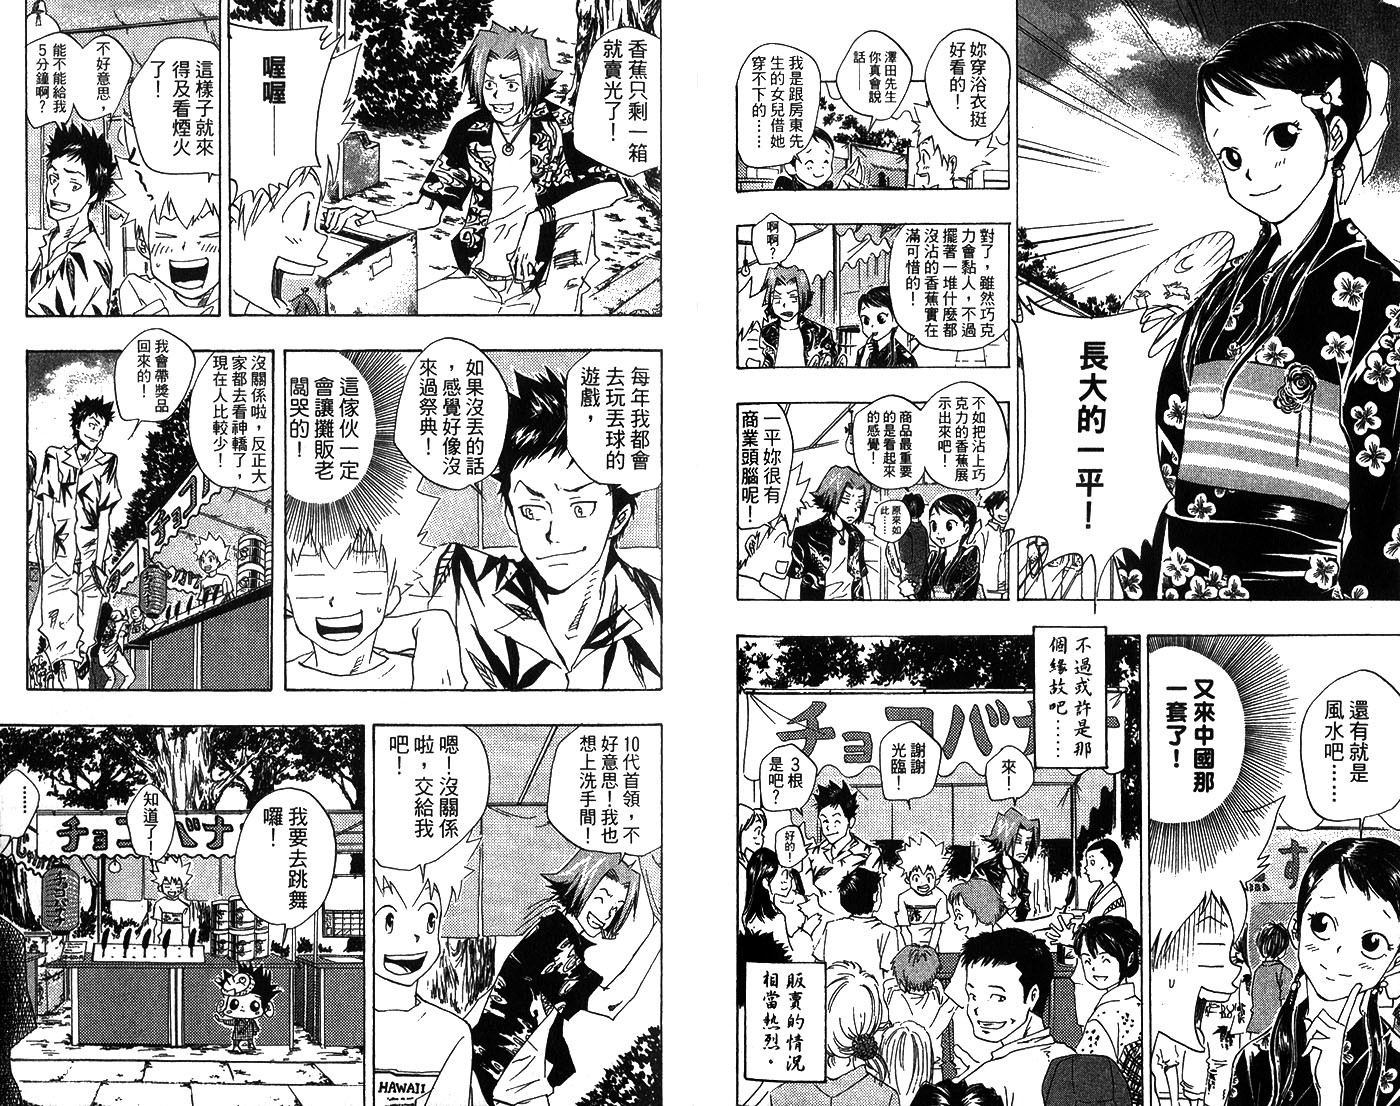 長大的一平！
妳穿浴衣挺
好看的！
澤田先生
你真會說
話──
我是跟房東先
生的女兒借她
穿不下的……
對了，雖然巧克
力會黏人，不過
擺著一堆什麼都
沒沾的香蕉實在
滿可惜的！
啊啊？
不如把沾上巧
克力的香蕉展
示出來吧！
商品最重要
的是看起來
的感覺！
原來如
此……
一平妳很有
商業頭腦呢！
還有就是
風水吧……
又來中國那
一套了！
不過或許是那
個緣故吧……
チョコバナナ
來！
謝謝
光臨！
3根
是吧？
好的！
販賣的情況
相當熱烈。
香蕉只剩一箱
就賣光了！
喔喔──
這樣子就來
得及看煙火
了！
不好意思，
能不能給我
5分鐘啊？
每年我都會
去玩丟球的
遊戲，
如果沒丟的話
，感覺好像沒
來過祭典！
這傢伙一定
會讓攤販老
闆哭的！
沒關係啦，反正大
家都去看神轎了，
現在人比較少！
我會帶獎品
回來的！
チョコ
10代首領，不
好意思！我也
想上洗手間！
嗯！沒關係
啦，交給我
吧！
HAWAII
我要去跳舞
囉！
知道了！
……
チョコバナナ
チョコバナナ